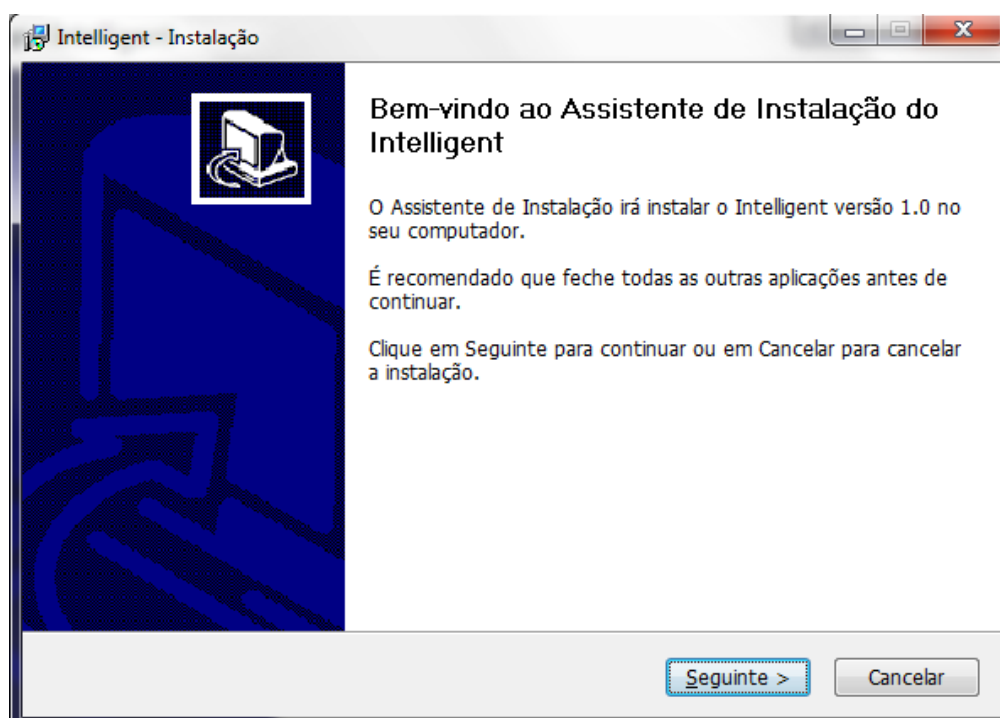 Intelligent - Instalação
Bem-vindo ao Assistente de Instalação do
Intelligent
O Assistente de Instalação irá instalar o Intelligent versão 1.0 no
seu computador.
É recomendado que feche todas as outras aplicações antes de
continuar.
Clique em Seguinte para continuar ou em Cancelar para cancelar
a instalação.
Seguinte >
Cancelar